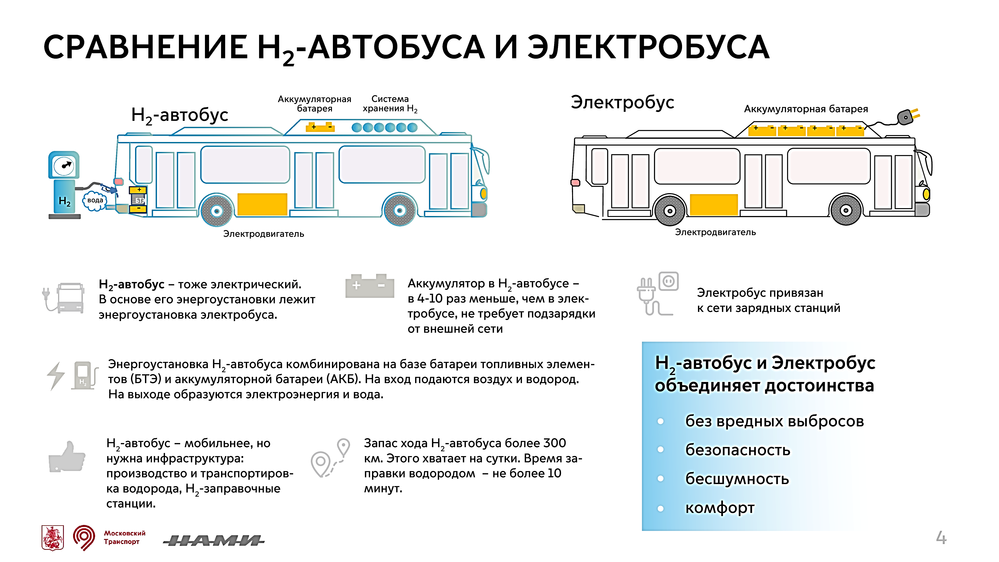 СРАВНЕНИЕ H₂-АВТОБУСА И ЭЛЕКТРОБУСА
H₂-автобус
Аккумуляторная
батарея
Система
хранения H₂
H₂
вода
+ -
+
БТЭ
-
Электродвигатель
Электробус
Аккумуляторная батарея
+ - + - + - + -
Электродвигатель
H₂-автобус – тоже электрический.
В основе его энергоустановки лежит
энергоустановка электробуса.
+ -
Аккумулятор в H₂-автобусе –
в 4-10 раз меньше, чем в элек-
тробусе, не требует подзарядки
от внешней сети
Электробус привязан
к сети зарядных станций
H₂
Энергоустановка H₂-автобуса комбинирована на базе батареи топливных элемен-
тов (БТЭ) и аккумуляторной батареи (АКБ). На вход подаются воздух и водород.
На выходе образуются электроэнергия и вода.
H₂-автобус – мобильнее, но
нужна инфраструктура:
производство и транспортиров-
ка водорода, H₂-заправочные
станции.
Запас хода H₂-автобуса более 300
км. Этого хватает на сутки. Время за-
правки водородом – не более 10
минут.
H₂-автобус и Электробус
объединяет достоинства
• без вредных выбросов
• безопасность
• бесшумность
• комфорт
Московский
Транспорт
НАМИ
4